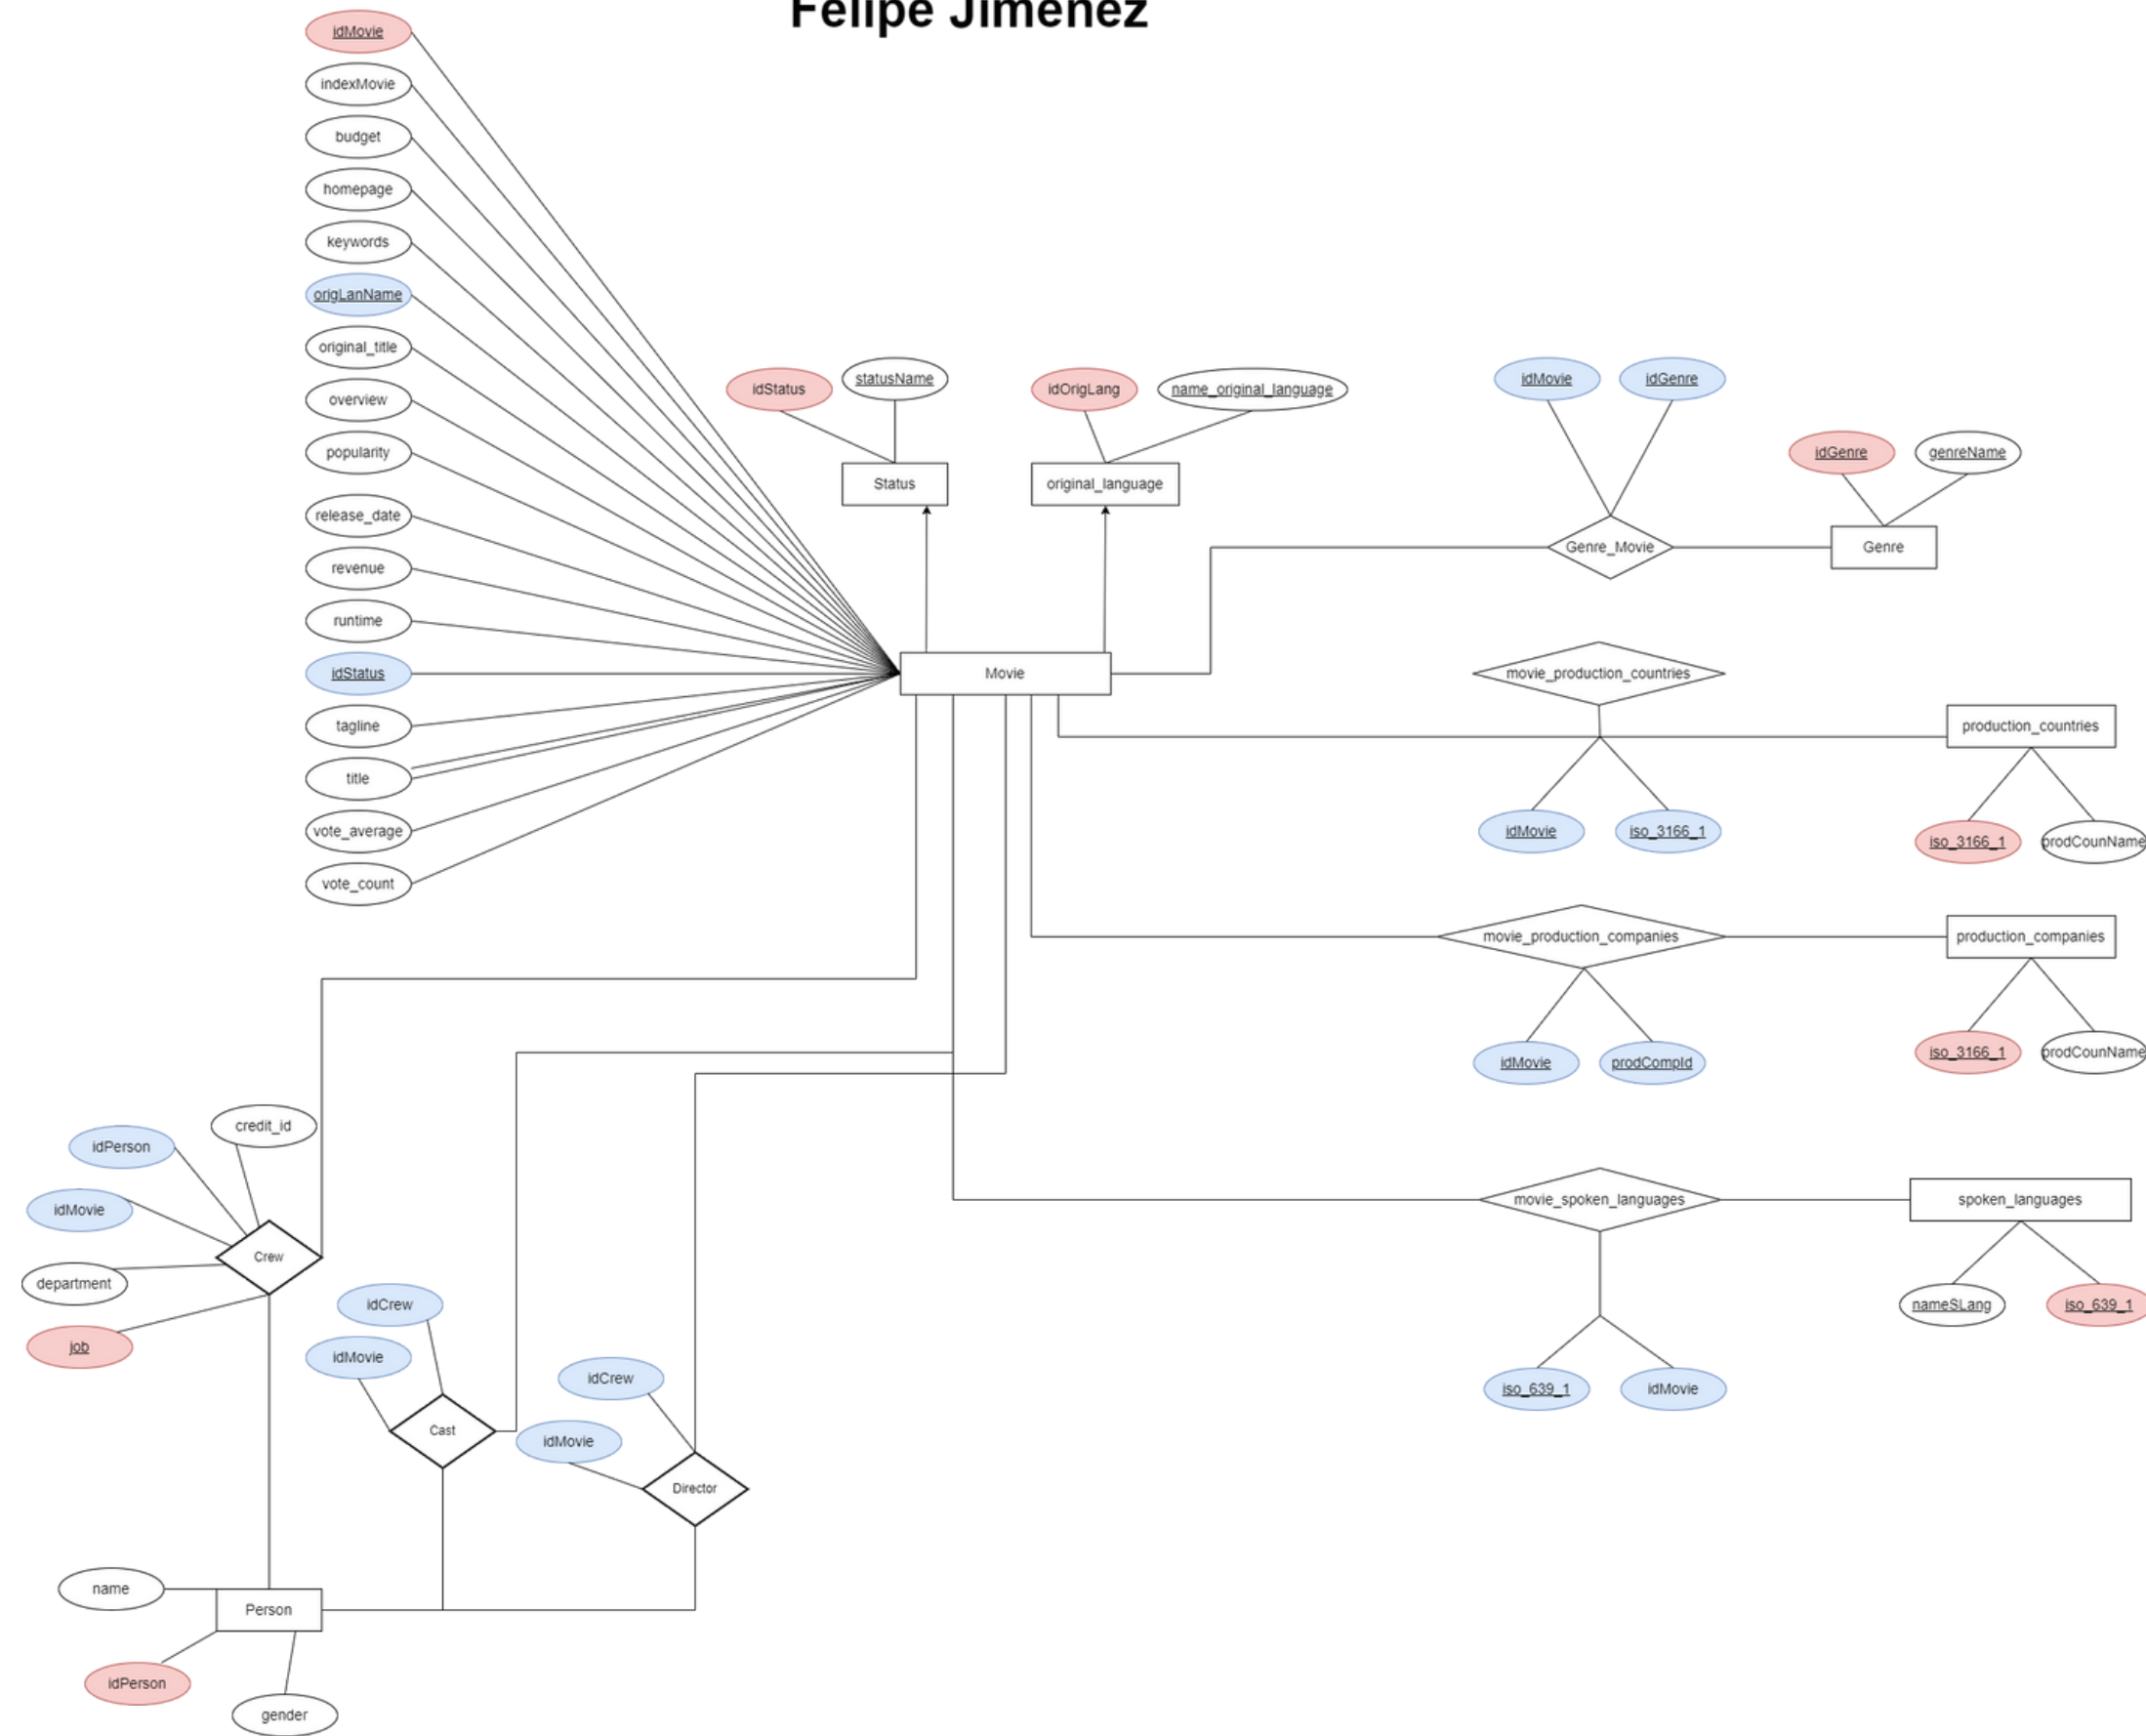 Felipe Jimenez
idMovie
indexMovie
budget
homepage
keywords
origLanName
original_title
overview
popularity
release_date
revenue
runtime
idStatus
tagline
title
vote_average
vote_count
idStatus
statusName
Status
idOrigLang
name_original_language
original_language
Movie
idMovie
idGenre
Genre_Movie
idGenre
genreName
Genre
movie_production_countries
idMovie
iso_3166_1
production_countries
iso_3166_1
prodCounName
movie_production_companies
idMovie
prodCompId
production_companies
iso_3166_1
prodCounName
movie_spoken_languages
iso_639_1
idMovie
spoken_languages
nameSLang
iso_639_1
credit_id
idPerson
idMovie
department
job
Crew
idCrew
idMovie
Cast
idCrew
idMovie
Director
name
Person
idPerson
gender